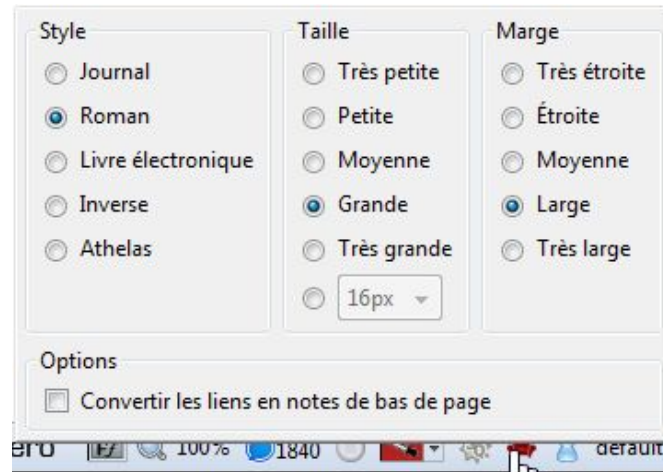 Style
Journal
Roman
Livre électronique
Inverse
Athelas
Taille
Très petite
Petite
Moyenne
Grande
Très grande
16px
Marge
Très étroite
Étroite
Moyenne
Large
Très large
Options
Convertir les liens en notes de bas de page
100% 1840 default